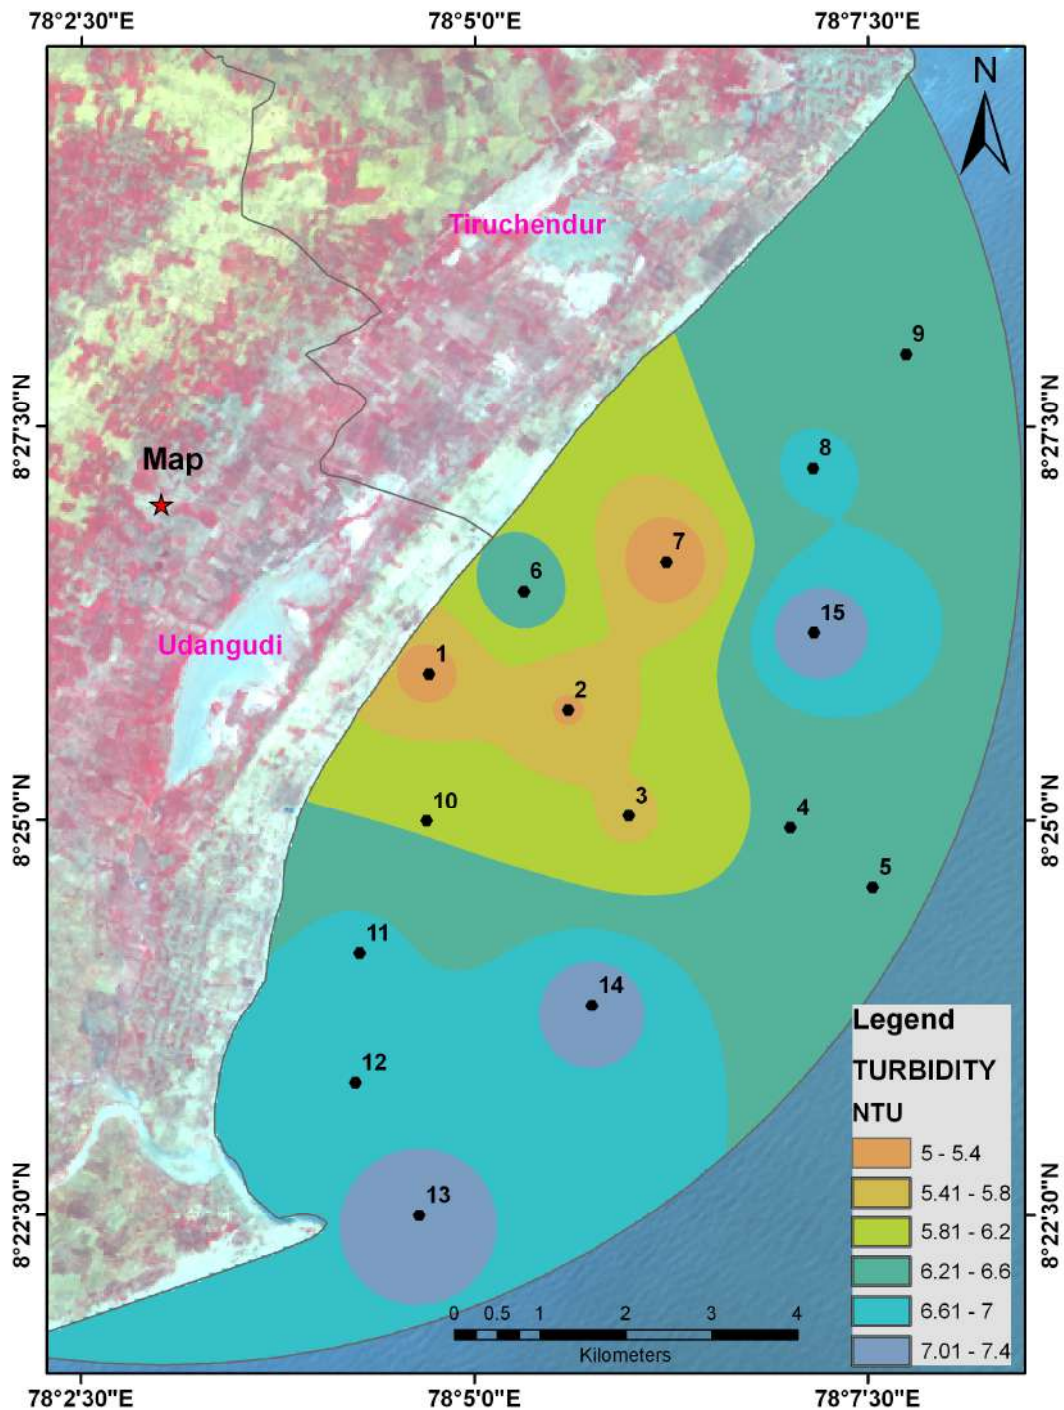 78°2'30"E 78°5'0"E 78°7'30"E
N
Tiruchendur
9
8°27'30"N 8°27'30"N
8
Map
7
6
15
Udangudi
1
2
3
10
4
8°25'0"N 8°25'0"N
5
11
14
12
13
8°22'30"N 8°22'30"N
Legend
TURBIDITY
NTU
5 - 5.4
5.41 - 5.8
5.81 - 6.2
6.21 - 6.6
6.61 - 7
7.01 - 7.4
0 0.5 1 2 3 4
Kilometers
78°2'30"E 78°5'0"E 78°7'30"E